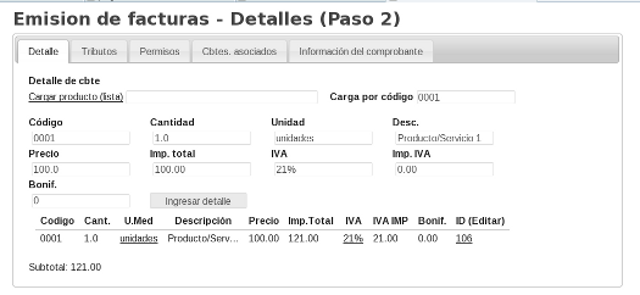 Emision de facturas - Detalles (Paso 2)
Detalle Tributos Permisos Cbtes. asociados Información del comprobante
Detalle de cbte
Cargar producto (lista) Carga por código 0001
Código Cantidad Unidad Desc.
0001 1.0 unidades Producto/Servicio 1
Precio Imp. total IVA Imp. IVA
100.0 100.00 21% 0.00
Bonif.
0 Ingresar detalle
Codigo Cant. U.Med Descripción Precio Imp.Total IVA IVA IMP Bonif. ID (Editar)
0001 1.0 unidades Producto/Serv... 100.00 121.00 21% 21.00 0.00 106
Subtotal: 121.00